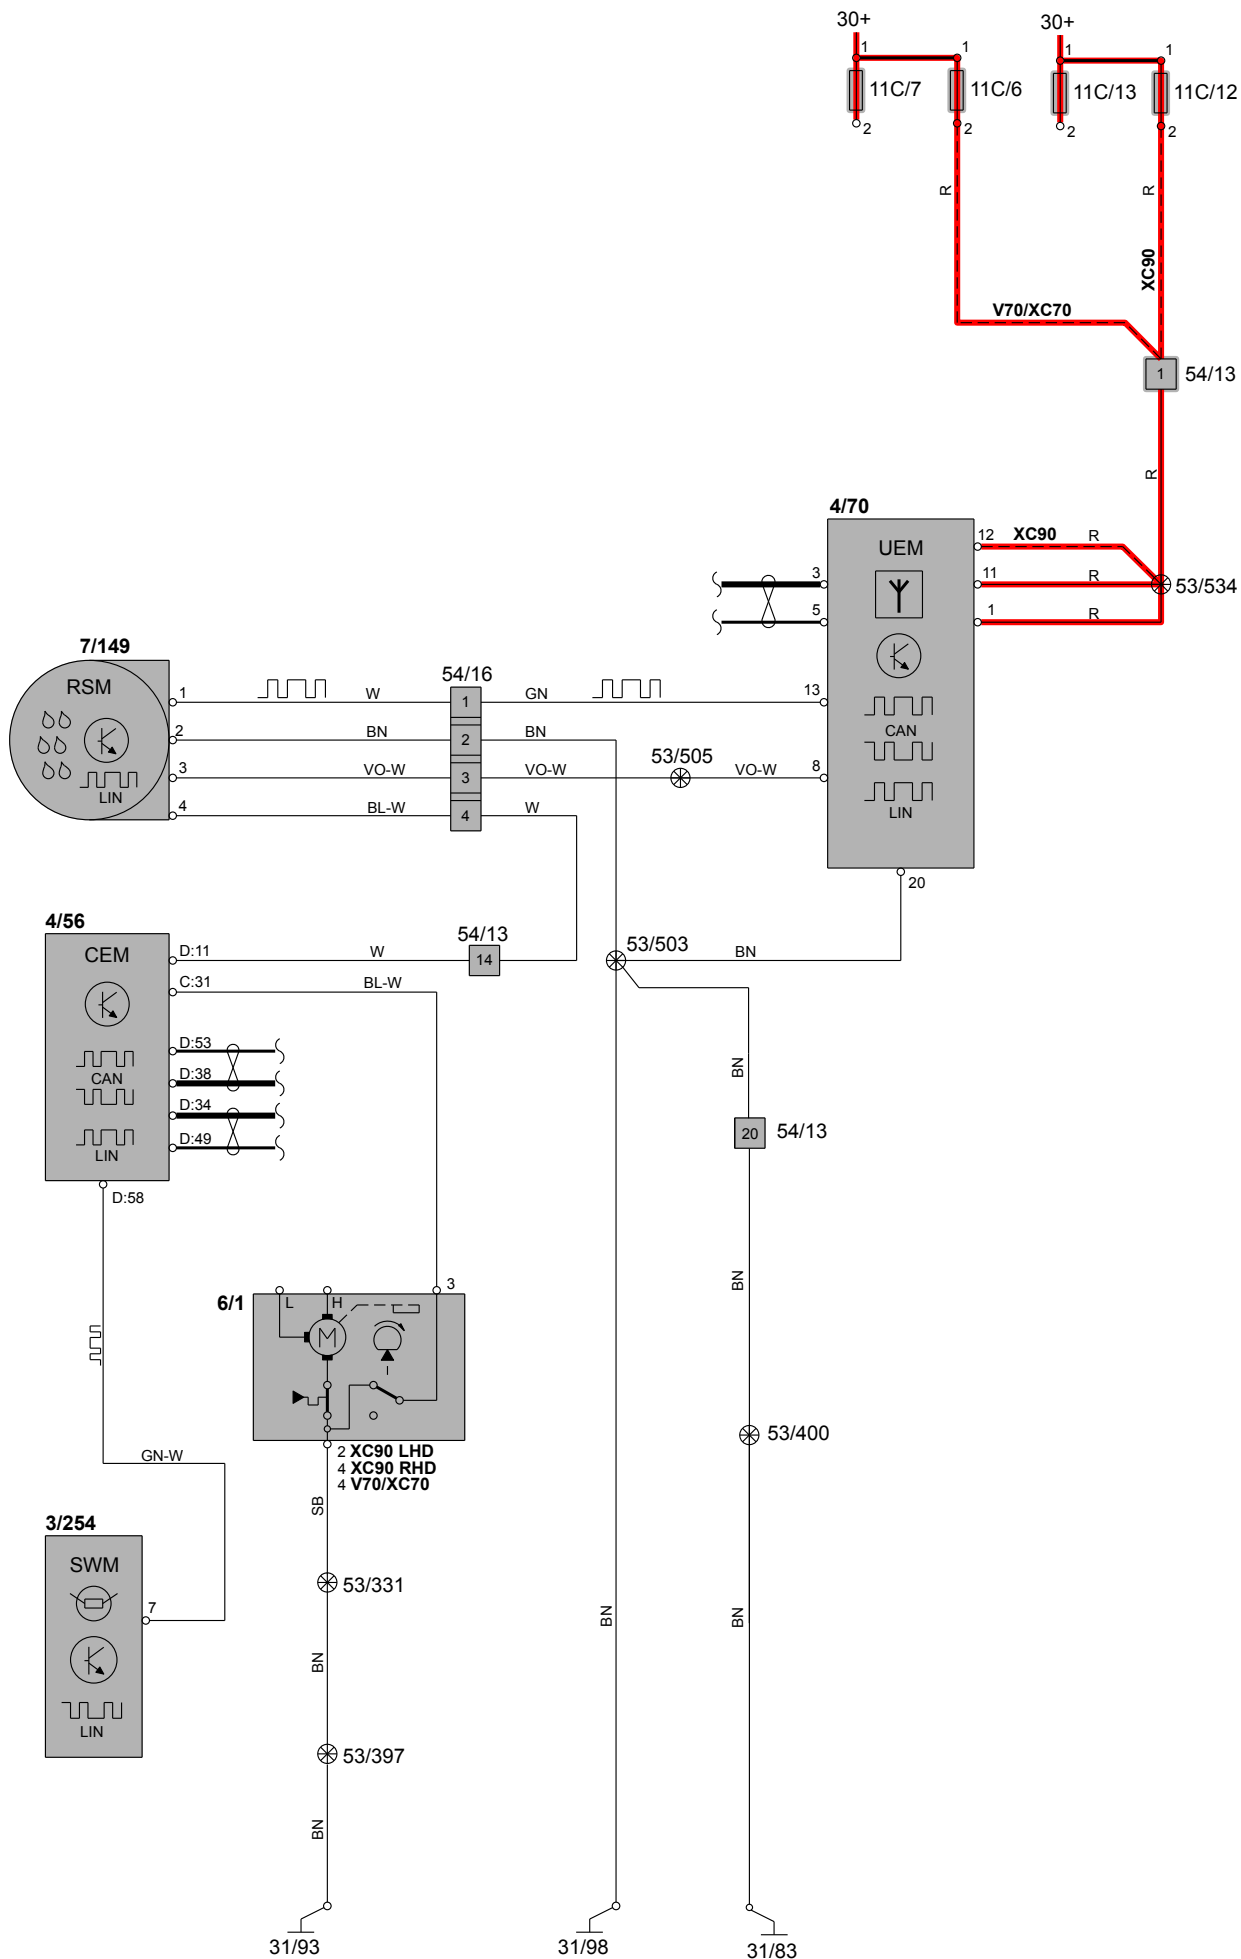 30+
30+
1
1
1
1
11C/7
11C/6
11C/13
11C/12
2
2
2
2
R
R
XC90
V70/XC70
1
54/13
R
4/70
UEM
12
XC90
R
3
11
R
53/534
5
1
R
7/149
RSM
54/16
1
W
1
GN
13
CAN
2
BN
2
BN
53/505
3
VO-W
3
VO-W
VO-W
8
LIN
LIN
4
BL-W
4
W
20
4/56
CEM
54/13
53/503
D:11
W
14
BN
C:31
BL-W
D:53
CAN
D:38
BN
D:34
D:49
LIN
20
54/13
D:58
3
6/1
L
H
M
BN
2 XC90 LHD
4 XC90 RHD
4 V70/XC70
53/400
GN-W
SB
3/254
SWM
53/331
7
BN
BN
BN
LIN
53/397
BN
31/93
31/98
31/83